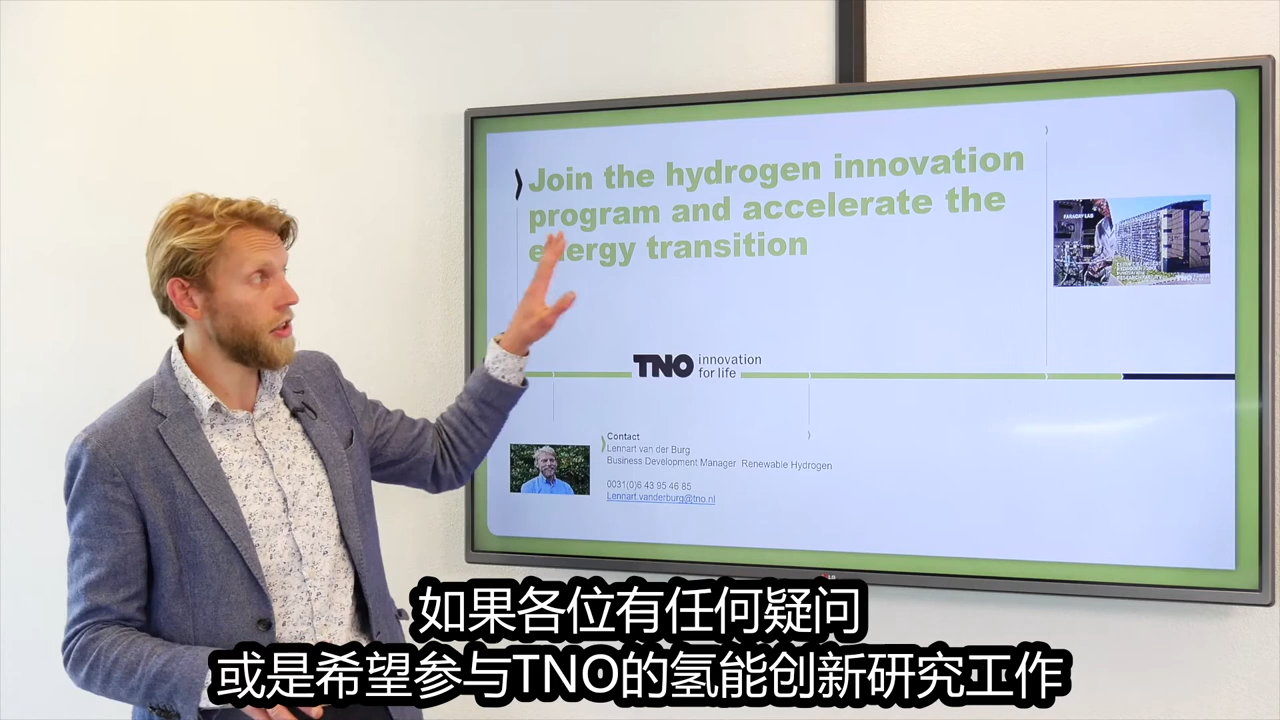 Join the hydrogen innovation
program and accelerate the
energy transition
FARADAY LAB
TNO innovation
for life
Contact
Lennart van der Burg
Business Development Manager Renewable Hydrogen
0031(0)6 43 95 46 85
Lennart.vanderburg@tno.nl
LG
如果各位有任何疑问
或是希望参与TNO的氢能创新研究工作